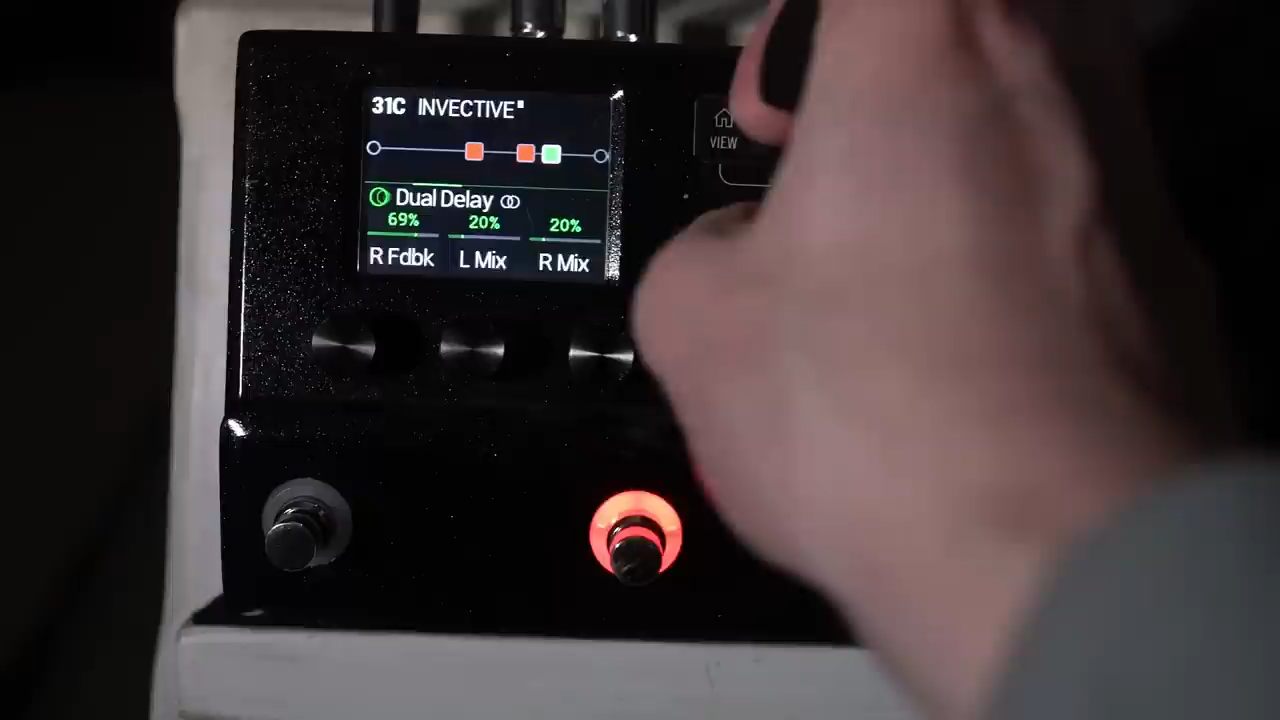 31C INVECTIVE
VIEW
Dual Delay
69% 20% 20%
R Fdbk L Mix R Mix